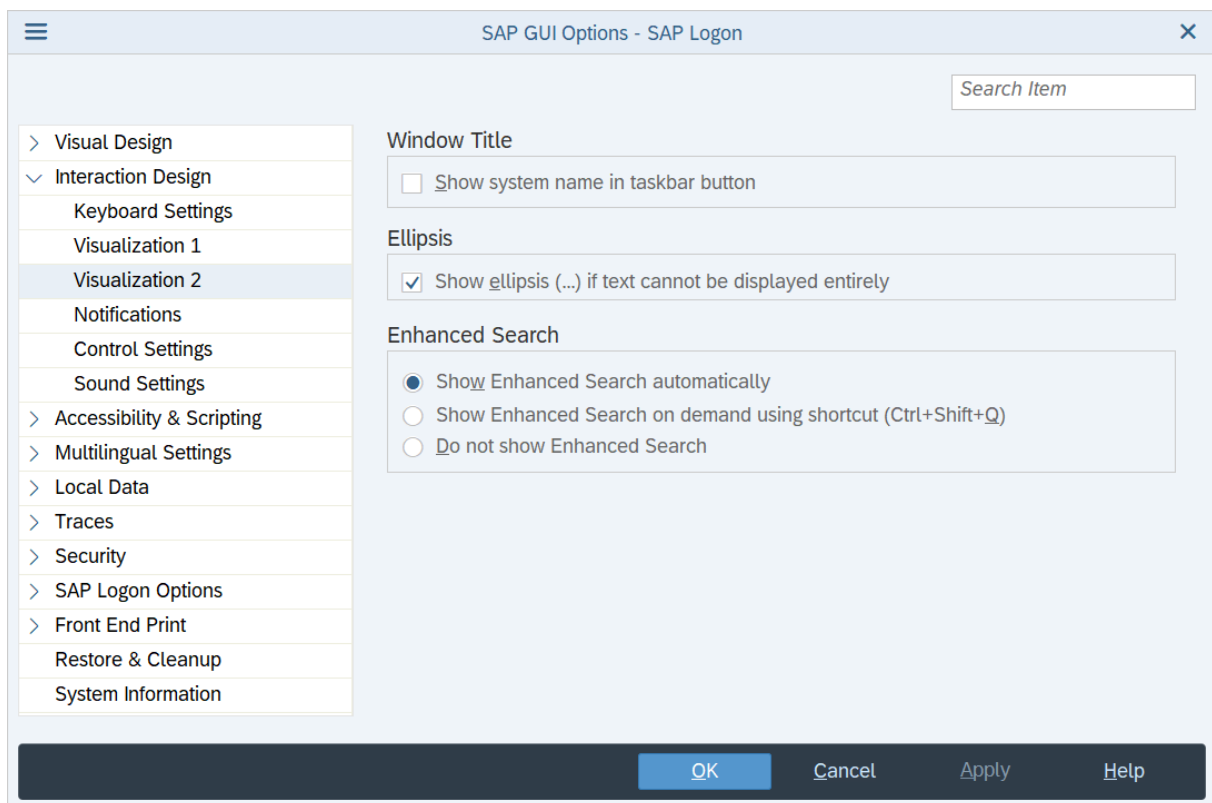 SAP GUI Options - SAP Logon
Search Item
Visual Design
Interaction Design
Keyboard Settings
Visualization 1
Visualization 2
Notifications
Control Settings
Sound Settings
Accessibility & Scripting
Multilingual Settings
Local Data
Traces
Security
SAP Logon Options
Front End Print
Restore & Cleanup
System Information
Window Title
Show system name in taskbar button
Ellipsis
Show ellipsis (...) if text cannot be displayed entirely
Enhanced Search
Show Enhanced Search automatically
Show Enhanced Search on demand using shortcut (Ctrl+Shift+Q)
Do not show Enhanced Search
OK Cancel Apply Help